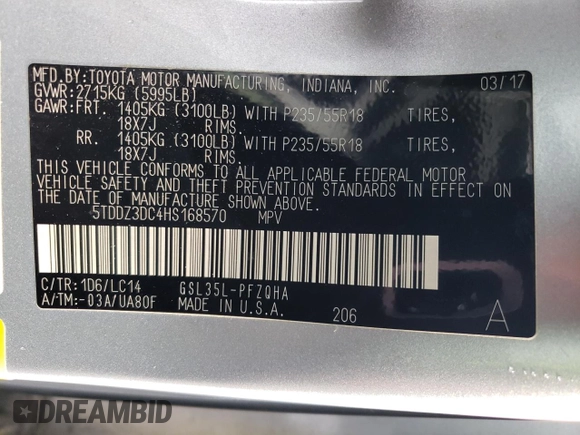 MFD.BY:TOYOTA MOTOR MANUFACTURING, INDIANA, INC. 03/17
GVWR:2715KG (5995LB)
GAWR:FRT. 1405KG (3100LB) WITH P235/55R18 TIRES,
18X7J RIMS.
RR. 1405KG (3100LB) WITH P235/55R18 TIRES,
18X7J RIMS.
THIS VEHICLE CONFORMS TO ALL APPLICABLE FEDERAL MOTOR
VEHICLE SAFETY AND THEFT PREVENTION STANDARDS IN EFFECT ON
THE DATE OF MANUFACTURE SHOWN ABOVE.
5TDDZ3DC4HS168570 MPV
C/TR:1D6/LC14 GSL35L-PFZQHA
A/TM:-03A/UA80F MADE IN U.S.A. 206 A
DREAMBID